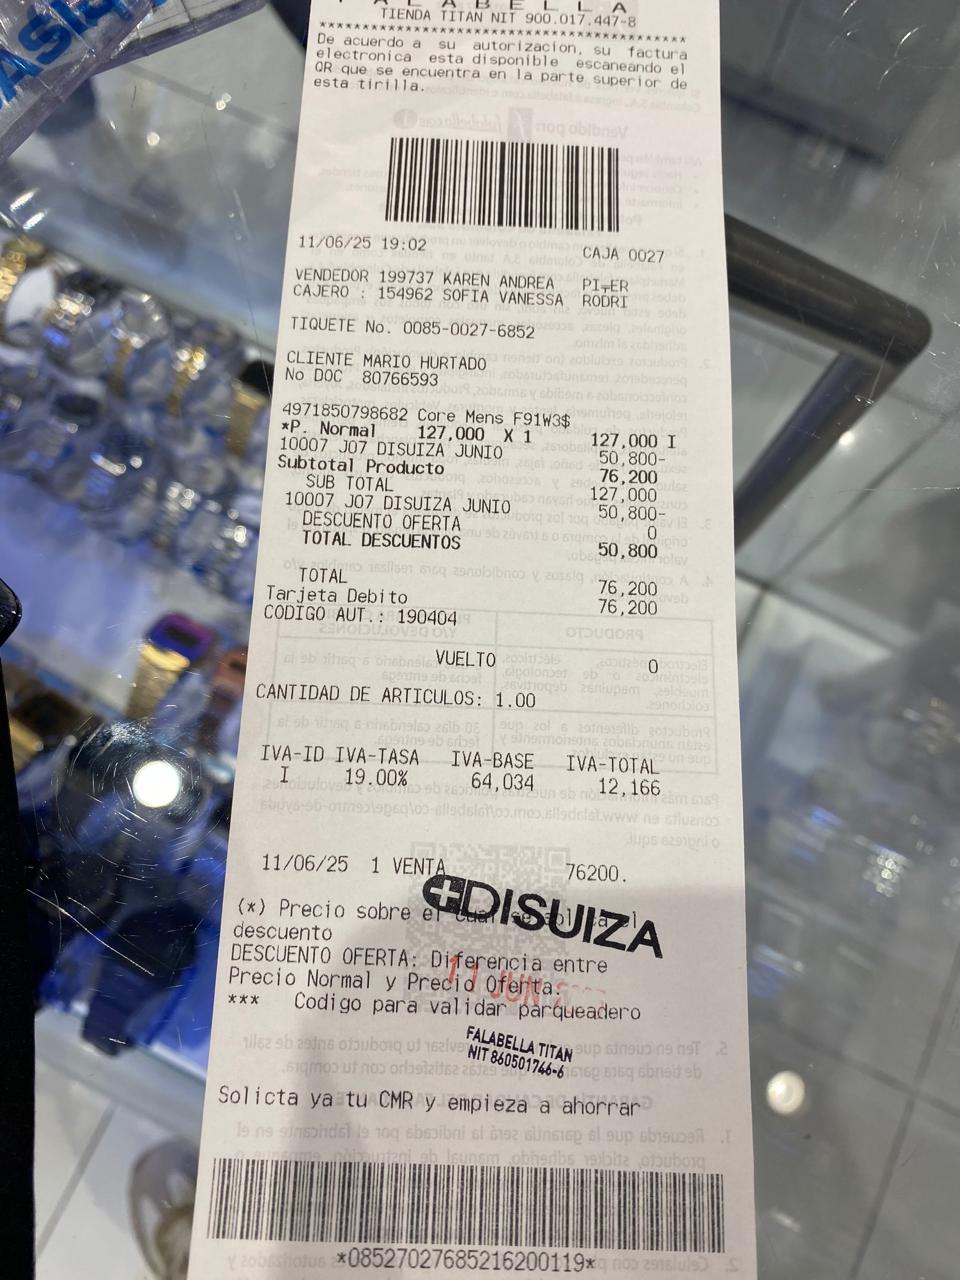 FALABELLA
TIENDA TITAN NIT 900.017.447-8
****************************************
De acuerdo a su autorizacion, su factura
electronica esta disponible escaneando el
QR que se encuentra en la parte superior de
esta tirilla.
11/06/25 19:02 CAJA 0027
VENDEDOR 199737 KAREN ANDREA PI
CAJERO : 154962 SOFIA VANESSA RODRI
TIQUETE No. 0085-0027-6852
CLIENTE MARIO HURTADO
No DOC 80766593
4971850798682 Core Mens F91W3$
*P. Normal 127,000 X 1 127,000 I
10007 J07 DISUIZA JUNIO 50,800-
Subtotal Producto 76,200
SUB TOTAL 127,000
10007 J07 DISUIZA JUNIO 50,800-
DESCUENTO OFERTA 0
TOTAL DESCUENTOS 50,800
TOTAL 76,200
Tarjeta Debito 76,200
CODIGO AUT.: 190404
VUELTO 0
CANTIDAD DE ARTICULOS: 1.00
IVA-ID IVA-TASA IVA-BASE IVA-TOTAL
I 19.00% 64,034 12,166
11/06/25 1 VENTA 76200.
DISUIZA
(*) Precio sobre el cual se aplica el
descuento
DESCUENTO OFERTA: Diferencia entre
Precio Normal y Precio Oferta.
11 JUN
*** Codigo para validar parqueadero
FALABELLA TITAN
NIT 860501746-6
Solicta ya tu CMR y empieza a ahorrar
*08527027685216200119*